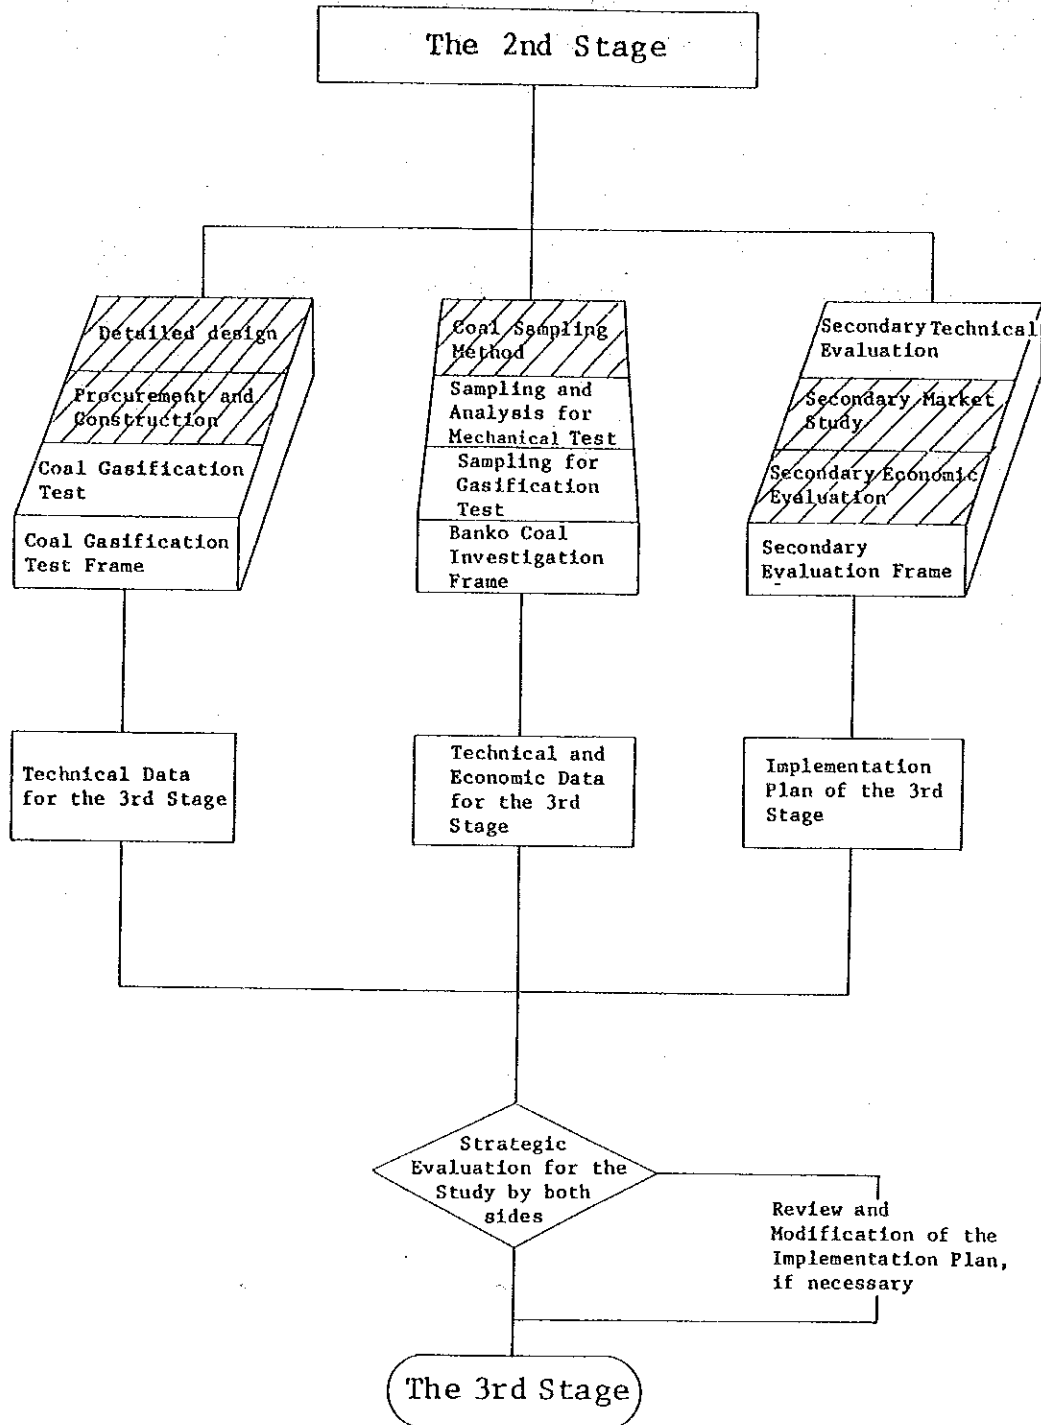 The 2nd Stage
Detailed design
Procurement and
Construction
Coal Gasification
Test
Coal Gasification
Test Frame
Coal Sampling
Method
Sampling and
Analysis for
Mechanical Test
Sampling for
Gasification
Test
Banko Coal
Investigation
Frame
Secondary Technical
Evaluation
Secondary Market
Study
Secondary Economic
Evaluation
Secondary
Evaluation Frame
Technical Data
for the 3rd Stage
Technical and
Economic Data
for the 3rd
Stage
Implementation
Plan of the 3rd
Stage
Strategic
Evaluation for the
Study by both
sides
Review and
Modification of the
Implementation Plan,
if necessary
The 3rd Stage